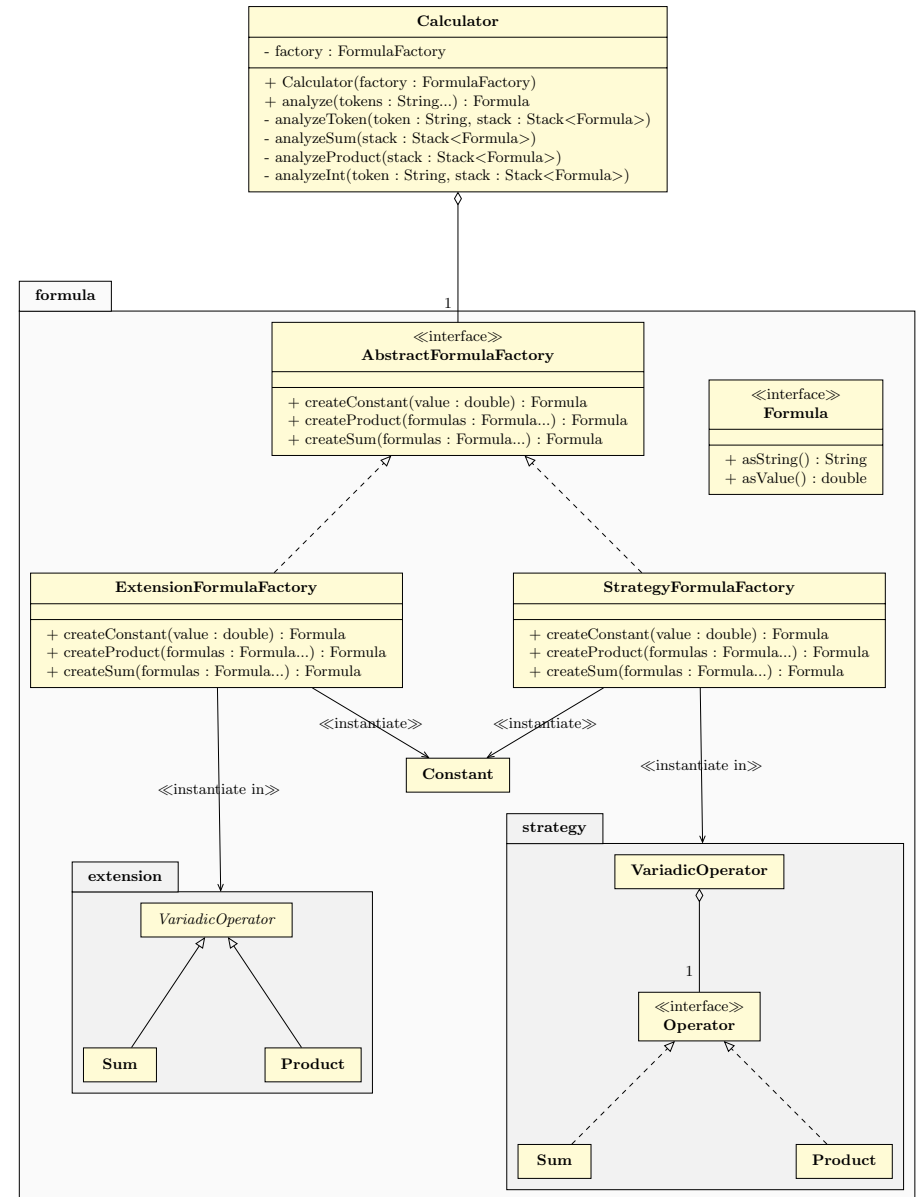 Calculator
- factory : FormulaFactory
+ Calculator(factory : FormulaFactory)
+ analyze(tokens : String...) : Formula
- analyzeToken(token : String, stack : Stack<Formula>)
- analyzeSum(stack : Stack<Formula>)
- analyzeProduct(stack : Stack<Formula>)
- analyzeInt(token : String, stack : Stack<Formula>)
1
formula
≪interface≫
AbstractFormulaFactory
+ createConstant(value : double) : Formula
+ createProduct(formulas : Formula...) : Formula
+ createSum(formulas : Formula...) : Formula
≪interface≫
Formula
+ asString() : String
+ asValue() : double
ExtensionFormulaFactory
+ createConstant(value : double) : Formula
+ createProduct(formulas : Formula...) : Formula
+ createSum(formulas : Formula...) : Formula
StrategyFormulaFactory
+ createConstant(value : double) : Formula
+ createProduct(formulas : Formula...) : Formula
+ createSum(formulas : Formula...) : Formula
≪instantiate≫
≪instantiate≫
Constant
≪instantiate in≫
≪instantiate in≫
extension
VariadicOperator
Sum
Product
strategy
VariadicOperator
1
≪interface≫
Operator
Sum
Product